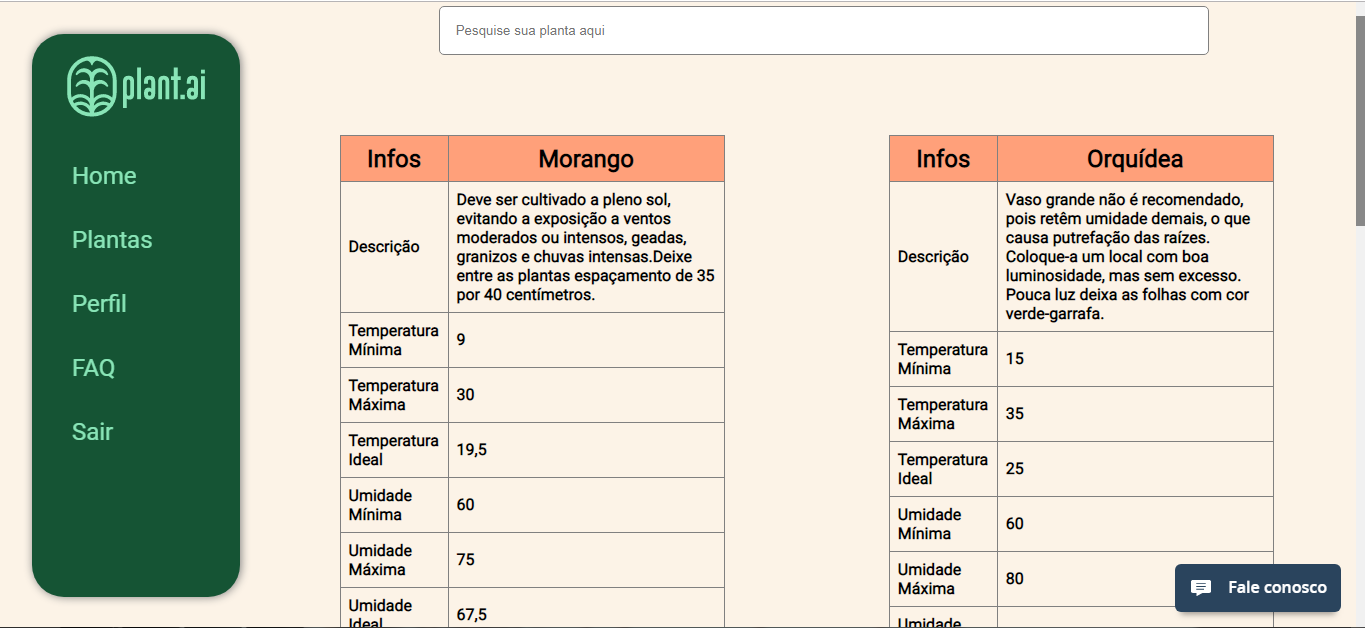 Pesquise sua planta aqui
plant.ai
Home
Plantas
Perfil
FAQ
Sair
Infos
Morango
Descrição
Deve ser cultivado a pleno sol,
evitando a exposição a ventos
moderados ou intensos, geadas,
granizos e chuvas intensas.Deixe
entre as plantas espaçamento de 35
por 40 centímetros.
Temperatura
Mínima
9
Temperatura
Máxima
30
Temperatura
Ideal
19,5
Umidade
Mínima
60
Umidade
Máxima
75
Umidade
Ideal
67,5
Infos
Orquídea
Descrição
Vaso grande não é recomendado,
pois retêm umidade demais, o que
causa putrefação das raízes.
Coloque-a um local com boa
luminosidade, mas sem excesso.
Pouca luz deixa as folhas com cor
verde-garrafa.
Temperatura
Mínima
15
Temperatura
Máxima
35
Temperatura
Ideal
25
Umidade
Mínima
60
Umidade
Máxima
80
Umidade
Fale conosco